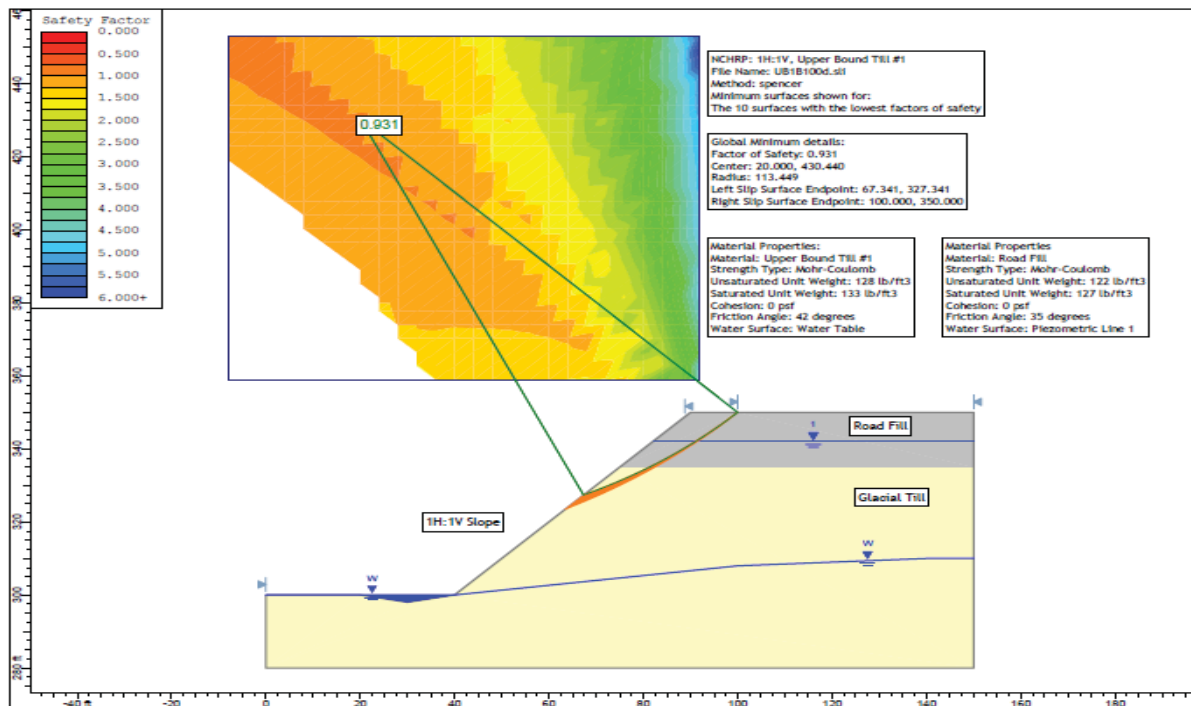 Safety Factor
0.000
0.500
1.000
1.500
2.000
2.500
3.000
3.500
4.000
4.500
5.000
5.500
6.000+
0.931
NCHRP: 1H:1V, Upper Bound Till #1
File Name: UB1B100d.sli
Method: spencer
Minimum surfaces shown for:
The 10 surfaces with the lowest factors of safety
Global Minimum details:
Factor of Safety: 0.931
Center: 20.000, 430.440
Radius: 113.449
Left Slip Surface Endpoint: 67.341, 327.341
Right Slip Surface Endpoint: 100.000, 350.000
Material Properties:
Material: Upper Bound Till #1
Strength Type: Mohr-Coulomb
Unsaturated Unit Weight: 128 lb/ft3
Saturated Unit Weight: 133 lb/ft3
Cohesion: 0 psf
Friction Angle: 42 degrees
Water Surface: Water Table
Material Properties
Material: Road Fill
Strength Type: Mohr-Coulomb
Unsaturated Unit Weight: 122 lb/ft3
Saturated Unit Weight: 127 lb/ft3
Cohesion: 0 psf
Friction Angle: 35 degrees
Water Surface: Piezometric Line 1
Road Fill
1
Glacial Till
1H:1V Slope
W
W
440
420
400
380
360
340
320
300
280 ft
-40 ft
-20
0
20
40
60
80
100
120
140
160
180